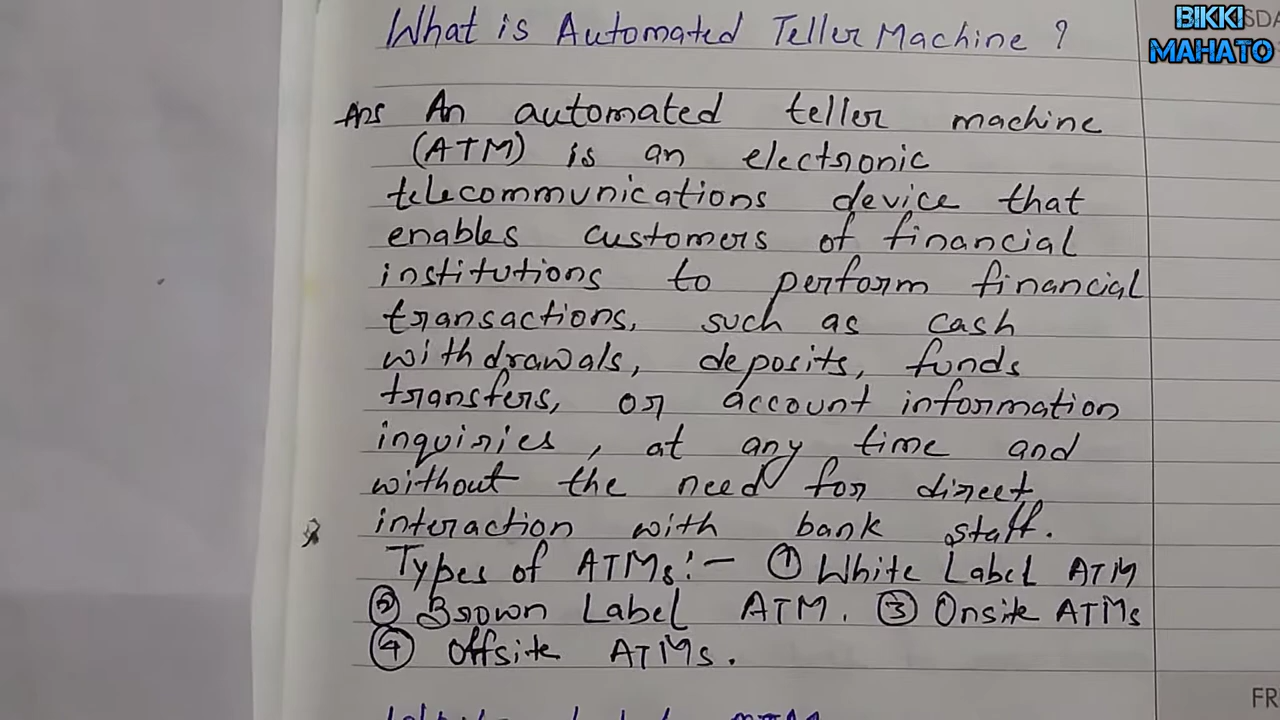 What is Automated Teller Machine ?
BIKKI
MAHATO
Ans An automated teller machine
(ATM) is an electronic
telecommunications device that
enables customers of financial
institutions to perform financial
transactions, such as cash
withdrawals, deposits, funds
transfers, or account information
inquiries, at any time and
without the need for direct
interaction with bank staff.
Types of ATMs:- ① White Label ATM
② Brown Label ATM. ③ Onsite ATMs
④ Offsite ATMs.
FR